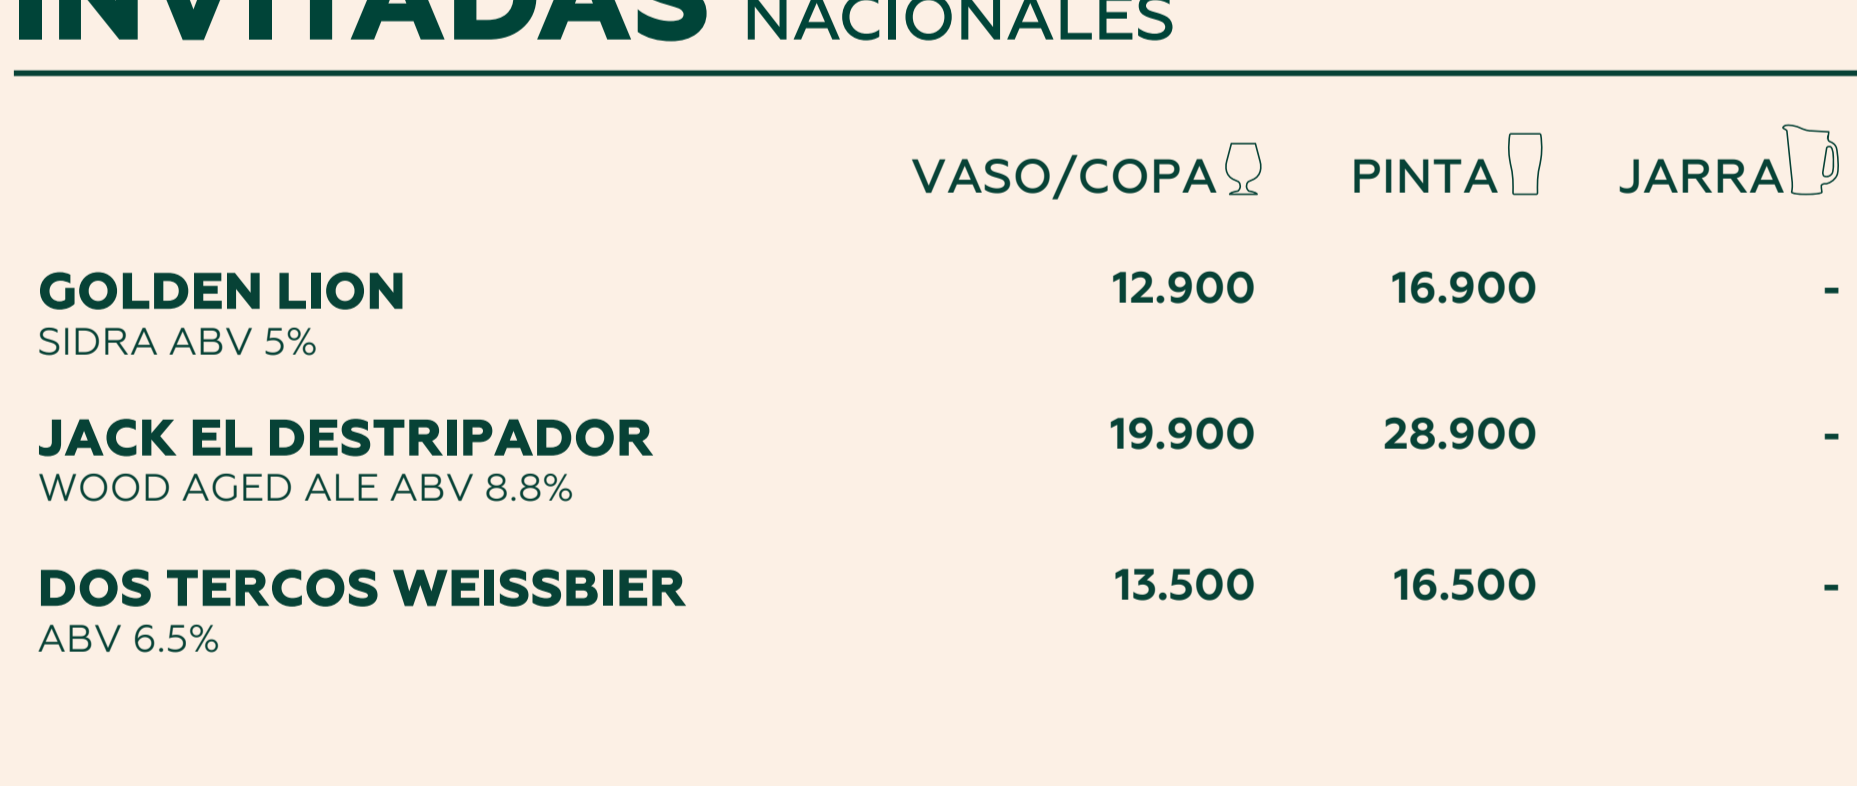 INVITADAS NACIONALES
VASO/COPA PINTA JARRA
GOLDEN LION 12.900 16.900 -
SIDRA ABV 5%
JACK EL DESTRIPADOR 19.900 28.900 -
WOOD AGED ALE ABV 8.8%
DOS TERCOS WEISSBIER 13.500 16.500 -
ABV 6.5%